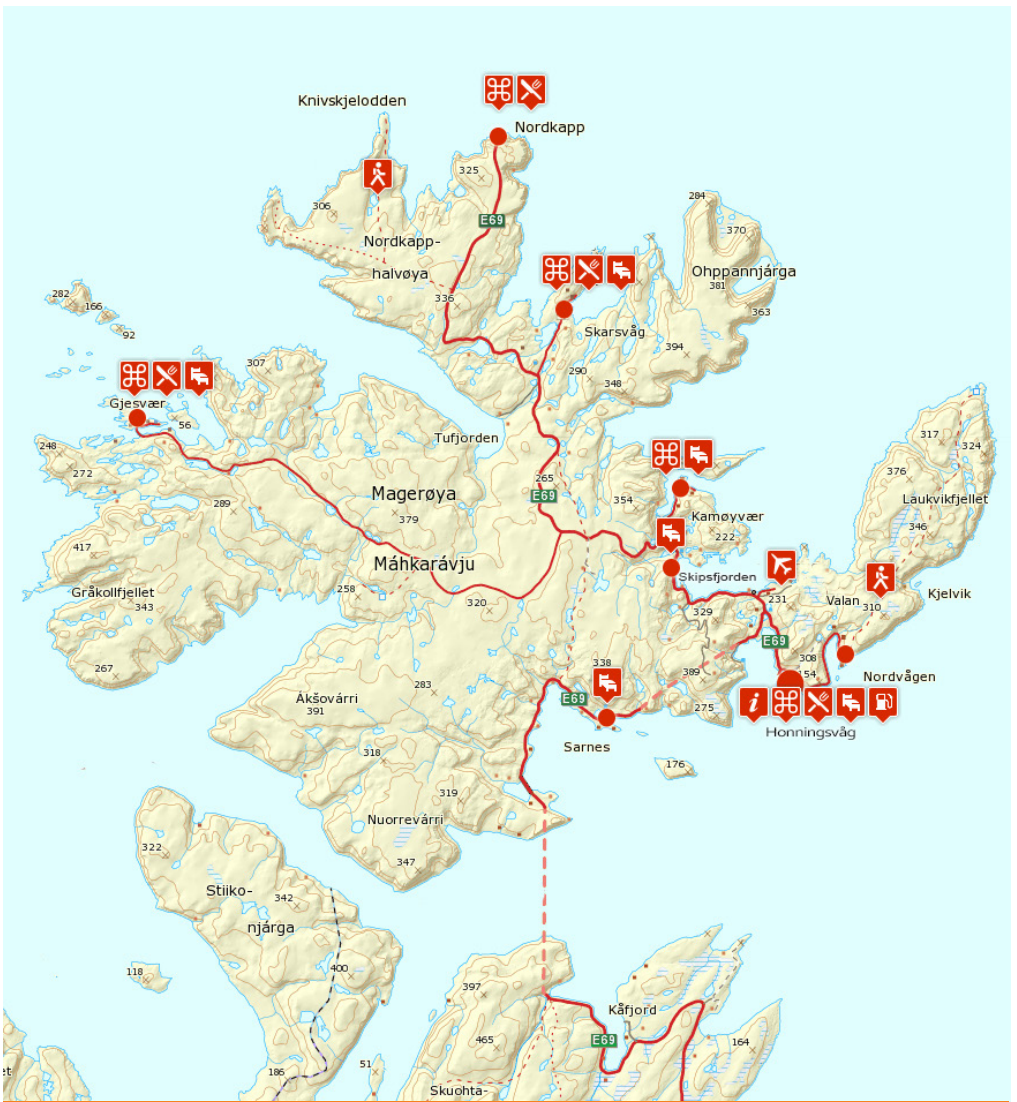 Knivskjelodden
Nordkapp
325
306
E69
284
370
Nordkapp-
halvøya
Ohppannjárga
381
282
166
336
363
92
Skarsvåg
394
307
290
348
Gjesvær
56
317
324
Tufjorden
248
272
265
376
Magerøya
E69
354
Laukvikfjellet
289
Kamøyvær
379
222
346
417
Máhkarávju
Skipsfjorden
Gråkollfjellet
258
343
320
329
231
Valan
310
Kjelvik
E69
338
308
267
389
154
Nordvågen
283
Ákšovárri
391
E69
275
i
Honningsvåg
Sarnes
318
176
319
Nuorrevárri
322
347
Stiiko-
342
njárga
118
400
397
Kåfjord
465
E69
164
51
186
et
Skuohta-